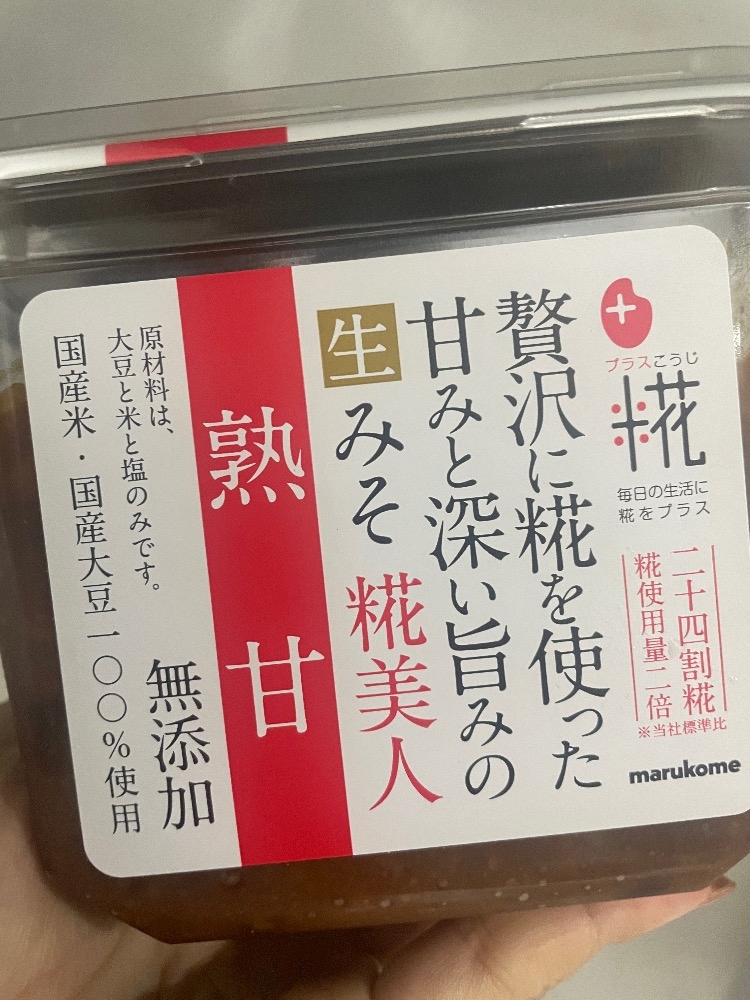 プラスこうじ
糀
毎日の生活に
糀をプラス
二十四割糀
糀使用量二倍
※当社標準比
marukome
贅沢に糀を使った
甘みと深い旨みの
生みそ 糀美人
熟甘
無添加
原材料は、
大豆と米と塩のみです。
国産米・国産大豆一〇〇%使用